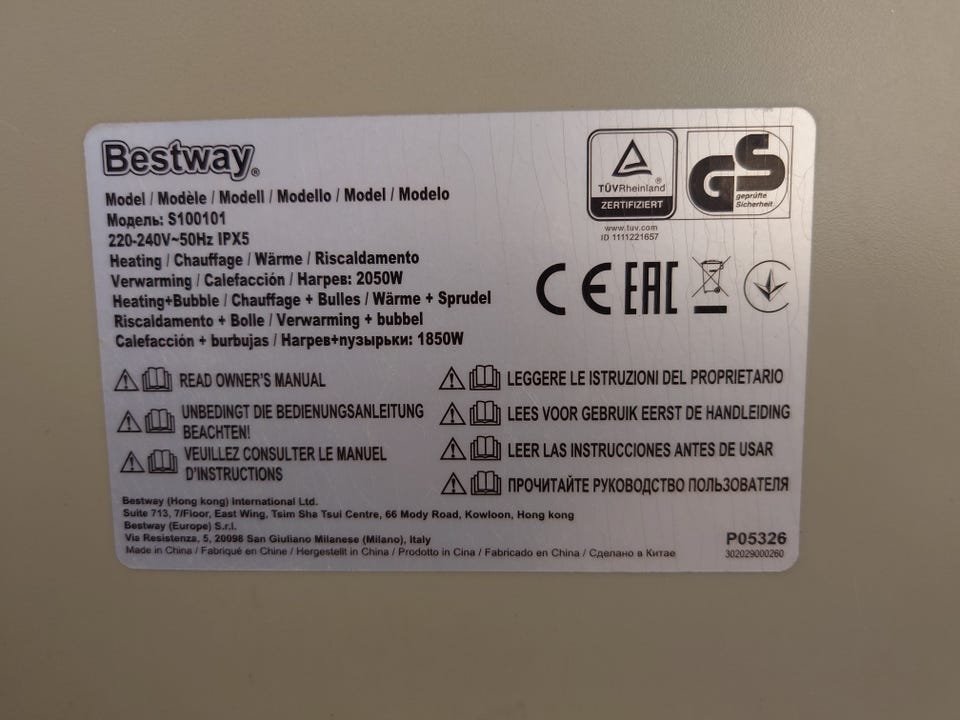 Bestway®
Model / Modèle / Modell / Modello / Model / Modelo
Модель: S100101
220-240V~50Hz IPX5
Heating / Chauffage / Wärme / Riscaldamento
Verwarming / Calefacción / Нагрев: 2050W
Heating+Bubble / Chauffage + Bulles / Wärme + Sprudel
Riscaldamento + Bolle / Verwarming + bubbel
Calefacción + burbujas / Нагрев+пузырьки: 1850W
TÜVRheinland®
ZERTIFIZIERT
www.tuv.com
ID 1111221657
GS
geprüfte
Sicherheit
CE EAC
READ OWNER'S MANUAL
UNBEDINGT DIE BEDIENUNGSANLEITUNG
BEACHTEN!
VEUILLEZ CONSULTER LE MANUEL
D'INSTRUCTIONS
LEGGERE LE ISTRUZIONI DEL PROPRIETARIO
LEES VOOR GEBRUIK EERST DE HANDLEIDING
LEER LAS INSTRUCCIONES ANTES DE USAR
ПРОЧИТАЙТЕ РУКОВОДСТВО ПОЛЬЗОВАТЕЛЯ
Bestway (Hong kong) International Ltd.
Suite 713, 7/Floor, East Wing, Tsim Sha Tsui Centre, 66 Mody Road, Kowloon, Hong kong
Bestway (Europe) S.r.l.
Via Resistenza, 5, 20098 San Giuliano Milanese (Milano), Italy
Made in China / Fabriqué en Chine / Hergestellt in China / Prodotto in Cina / Fabricado en China / Сделано в Китае
P05326
302029000260